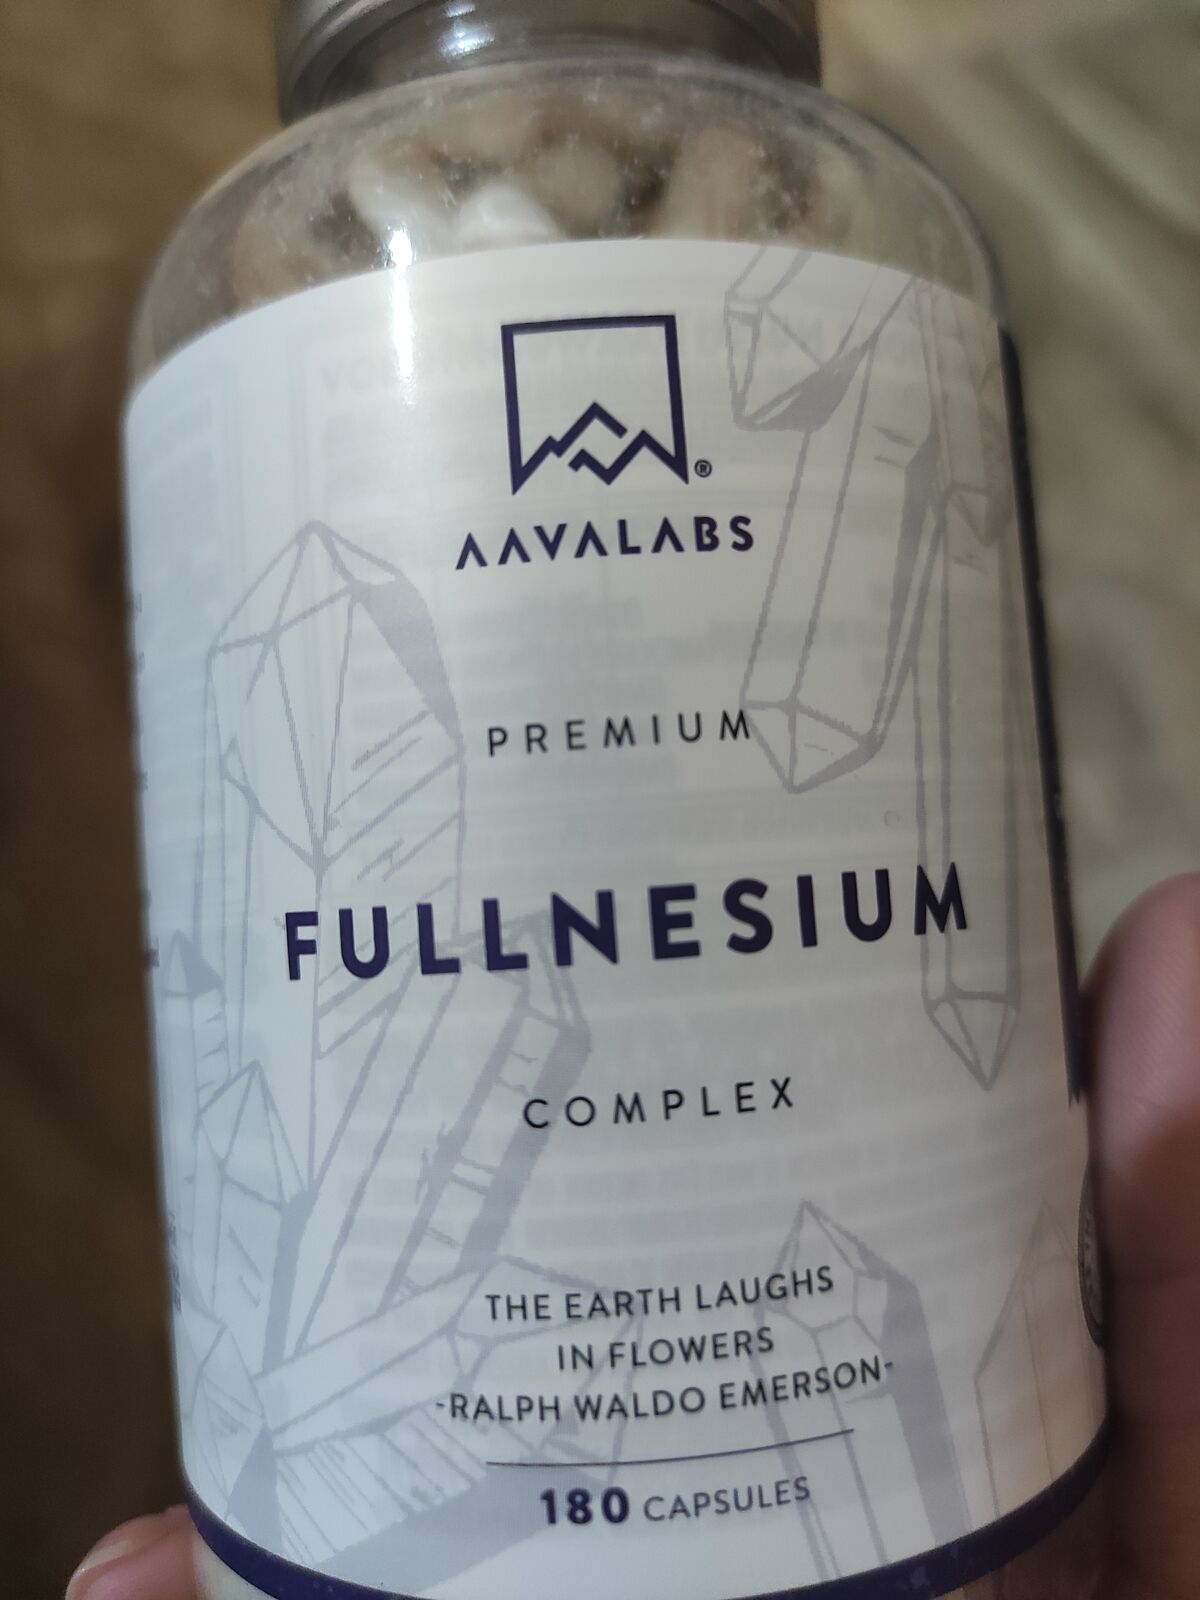 ®
AAVALABS
PREMIUM
FULLNESIUM
COMPLEX
THE EARTH LAUGHS
IN FLOWERS
-RALPH WALDO EMERSON-
180 CAPSULES